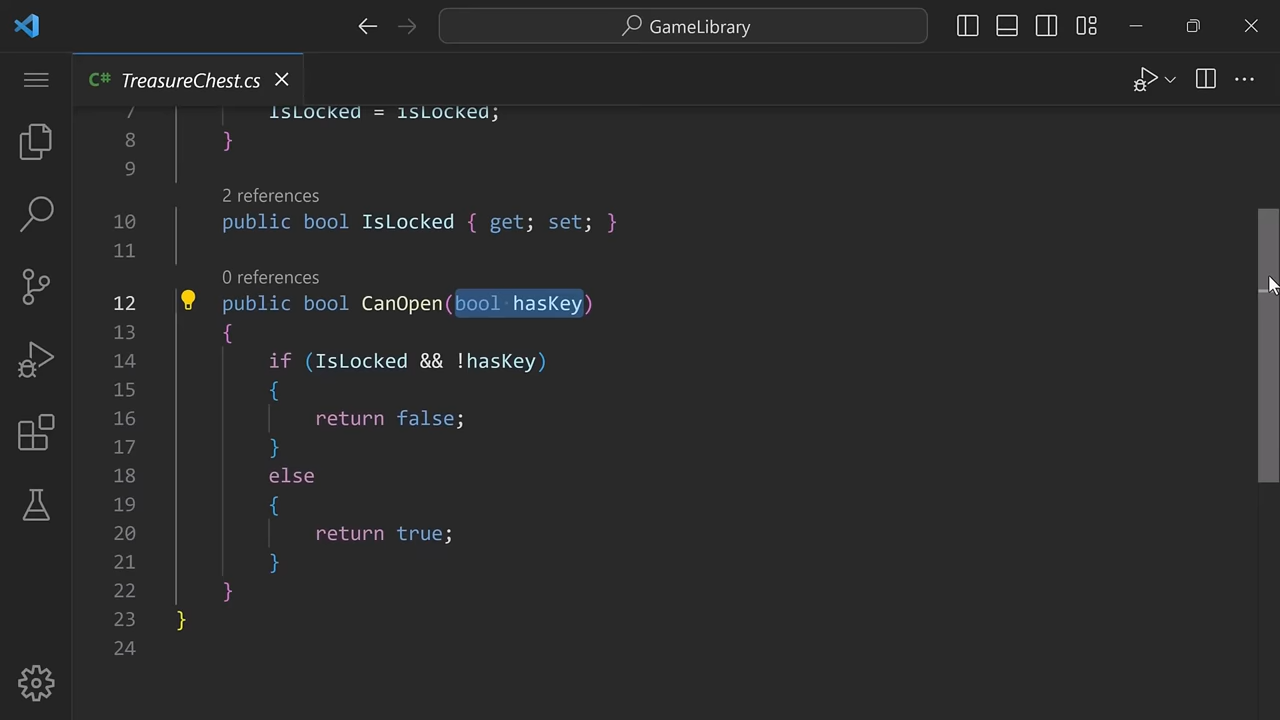 GameLibrary
C# TreasureChest.cs
7 IsLocked = isLocked;
8 }
9
2 references
10 public bool IsLocked { get; set; }
11
0 references
12 public bool CanOpen(bool hasKey)
13 {
14 if (IsLocked && !hasKey)
15 {
16 return false;
17 }
18 else
19 {
20 return true;
21 }
22 }
23 }
24